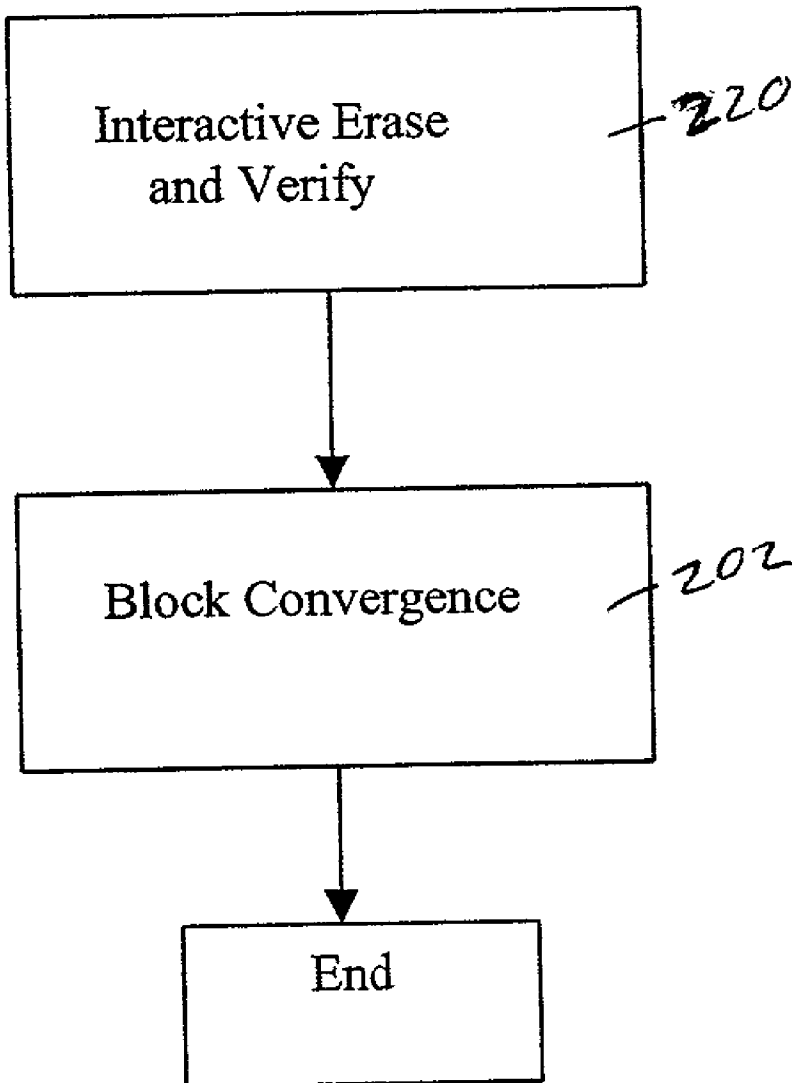 Interactive Erase
and Verify
220
Block Convergence
202
End